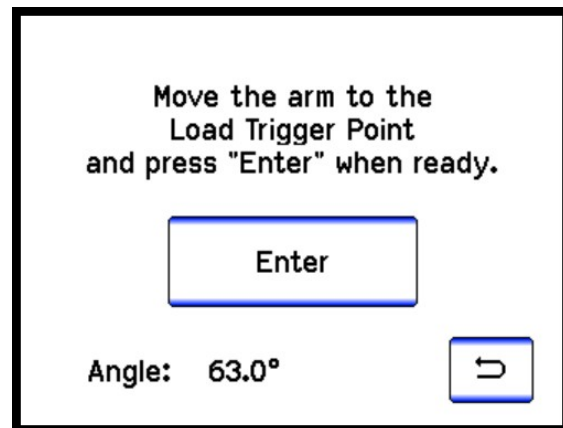 Move the arm to the
Load Trigger Point
and press "Enter" when ready.
Enter
Angle: 63.0°